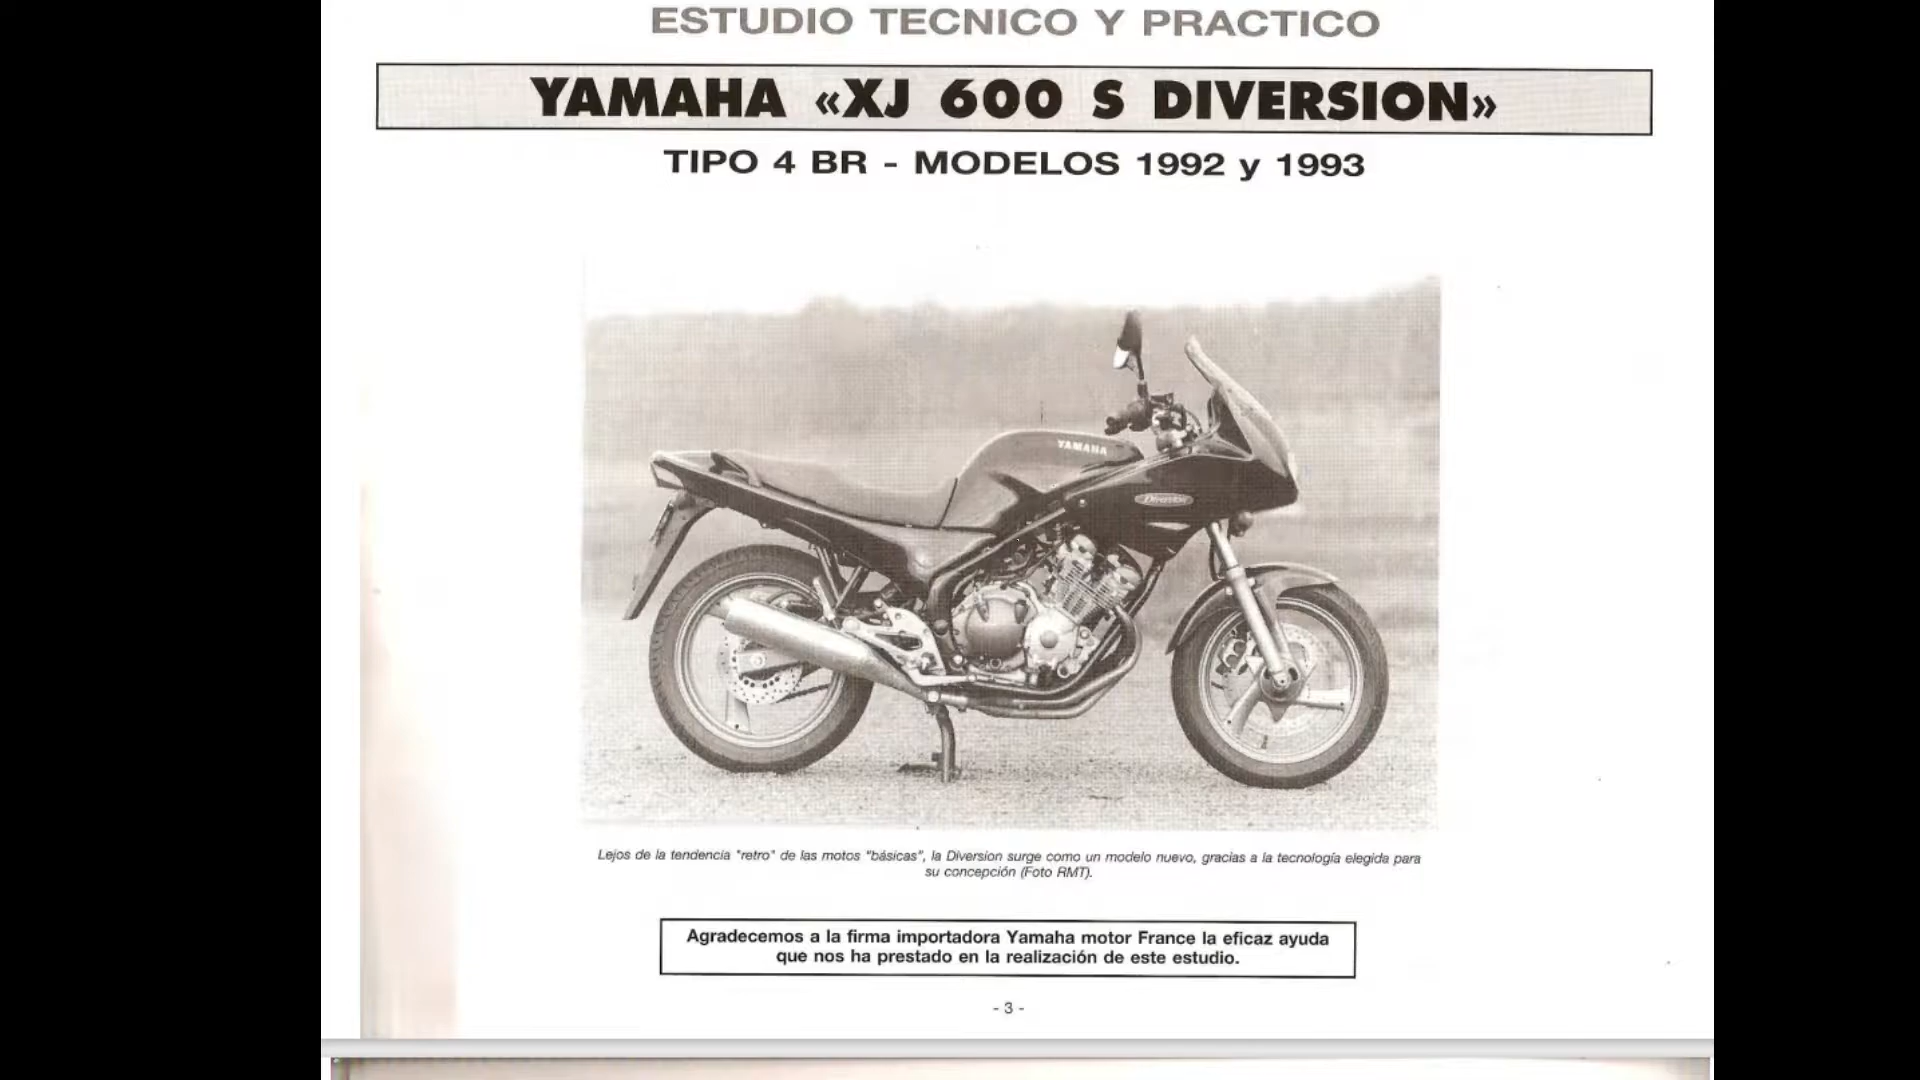 ESTUDIO TECNICO Y PRACTICO
YAMAHA «XJ 600 S DIVERSION»
TIPO 4 BR - MODELOS 1992 y 1993
YAMAHA
Diversion
Lejos de la tendencia "retro" de las motos "básicas", la Diversion surge como un modelo nuevo, gracias a la tecnología elegida para
su concepción (Foto RMT).
Agradecemos a la firma importadora Yamaha motor France la eficaz ayuda
que nos ha prestado en la realización de este estudio.
- 3 -